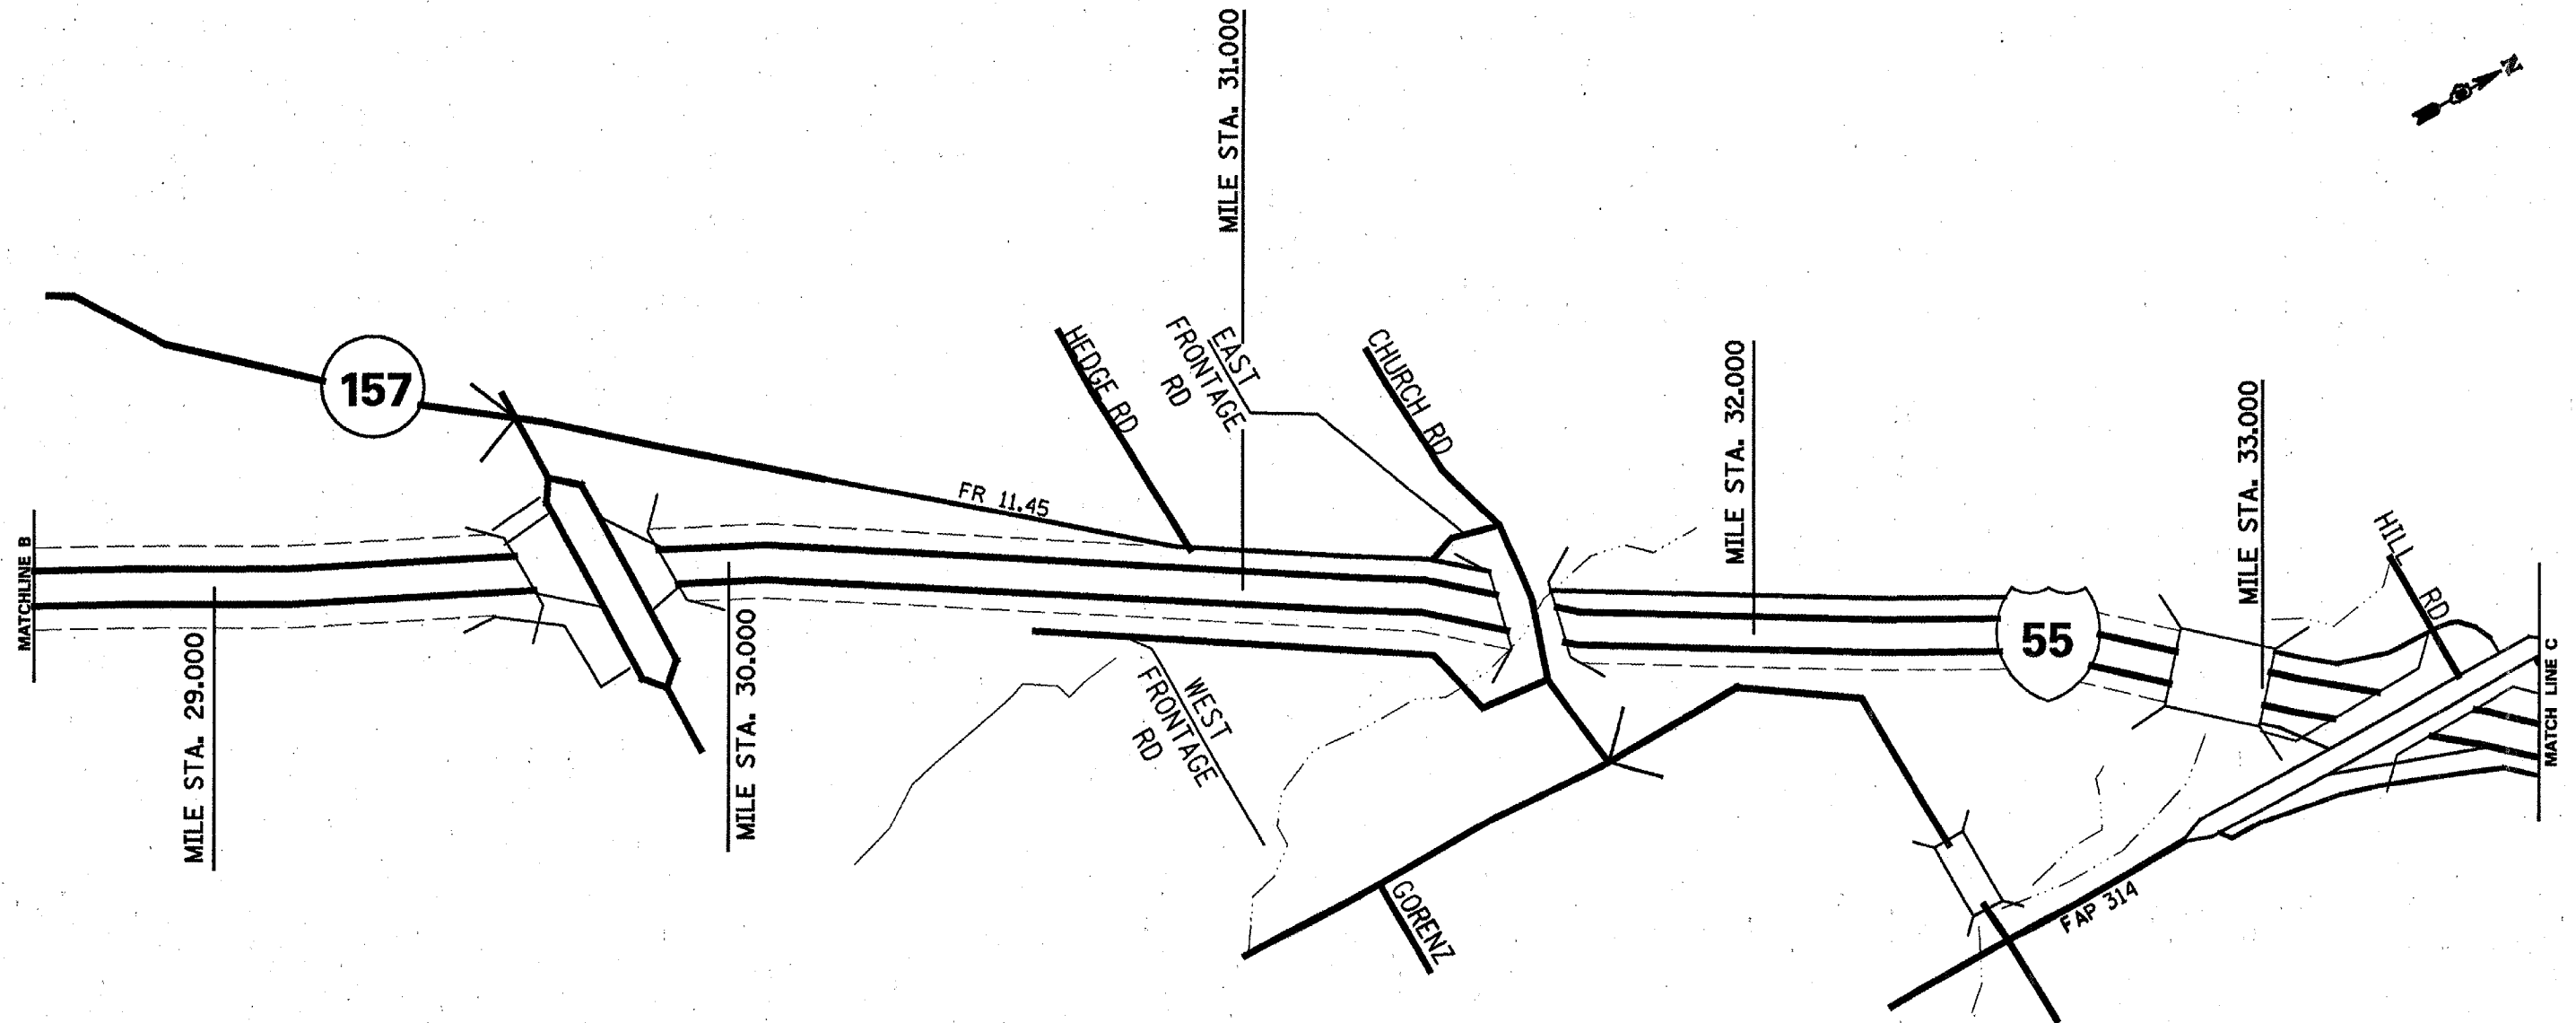 MILE STA. 31.000
N
157
HEDGE RD
EAST
FRONTAGE
RD
CHURCH RD
MILE STA. 32.000
MILE STA. 33.000
FR 11.45
HILL
RD
MATCHLINE B
MILE STA. 29.000
MILE STA. 30.000
WEST
FRONTAGE
RD
55
MATCH LINE C
GORENZ
FAP 314